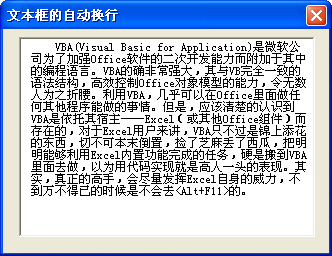 文本框的自动换行
VBA(Visual Basic for Application)是微软公
司为了加强Office软件的二次开发能力而附加于其中
的编程语言。VBA的确非常强大，其与VB完全一致的
语法结构，高效控制Office对象模型的能力，令无数
人为之折腰。利用VBA，几乎可以在Office里面做任
何其他程序能做的事情。但是，应该清楚的认识到
VBA是依托其宿主——Excel（或其他Office组件）而
存在的，对于Excel用户来讲，VBA只不过是锦上添花
的东西，切不可本末倒置，捡了芝麻丢了西瓜，把明
明能够利用Excel内置功能完成的任务，硬是搬到VBA
里面去做，以为用代码实现就是高人一头的表现。其
实，真正的高手，会尽量发挥Excel自身的威力，不
到万不得已的时候是不会去<Alt+F11>的。